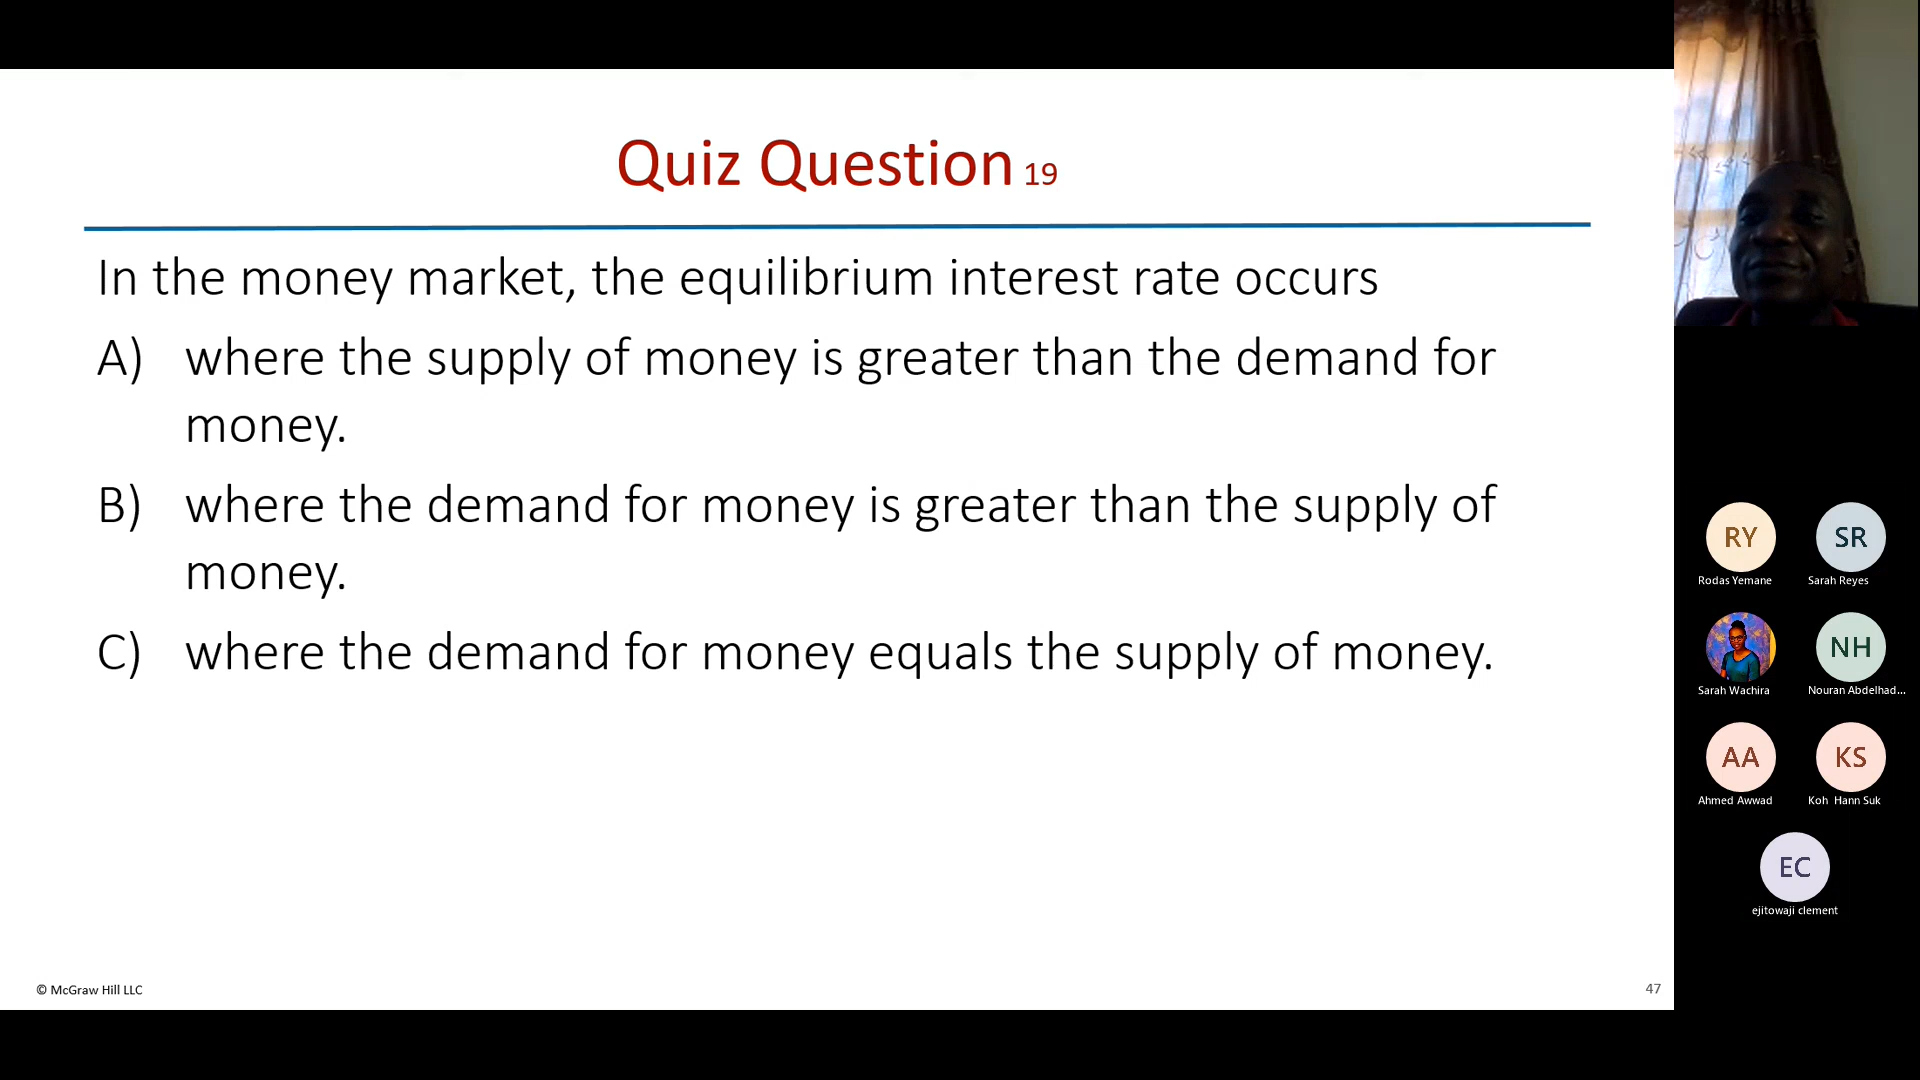 Quiz Question 19
In the money market, the equilibrium interest rate occurs
A) where the supply of money is greater than the demand for
money.
B) where the demand for money is greater than the supply of
money.
C) where the demand for money equals the supply of money.
© McGraw Hill LLC
47
RY
Rodas Yemane
SR
Sarah Reyes
Sarah Wachira
NH
Nouran Abdelhad...
AA
Ahmed Awwad
KS
Koh Hann Suk
EC
ejitowaji clement